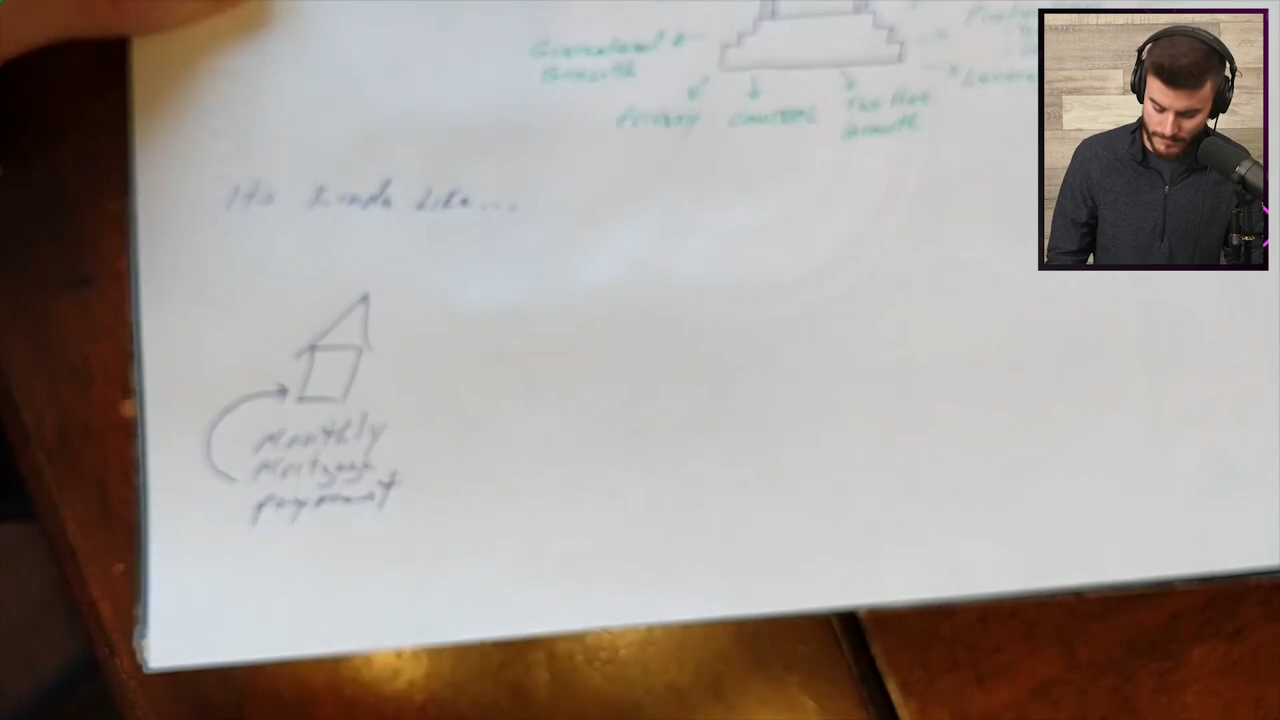 Guaranteed
Growth
Privacy
Control
Tax Free
Growth
It's Kinda Like...
Monthly
Mortgage
payment